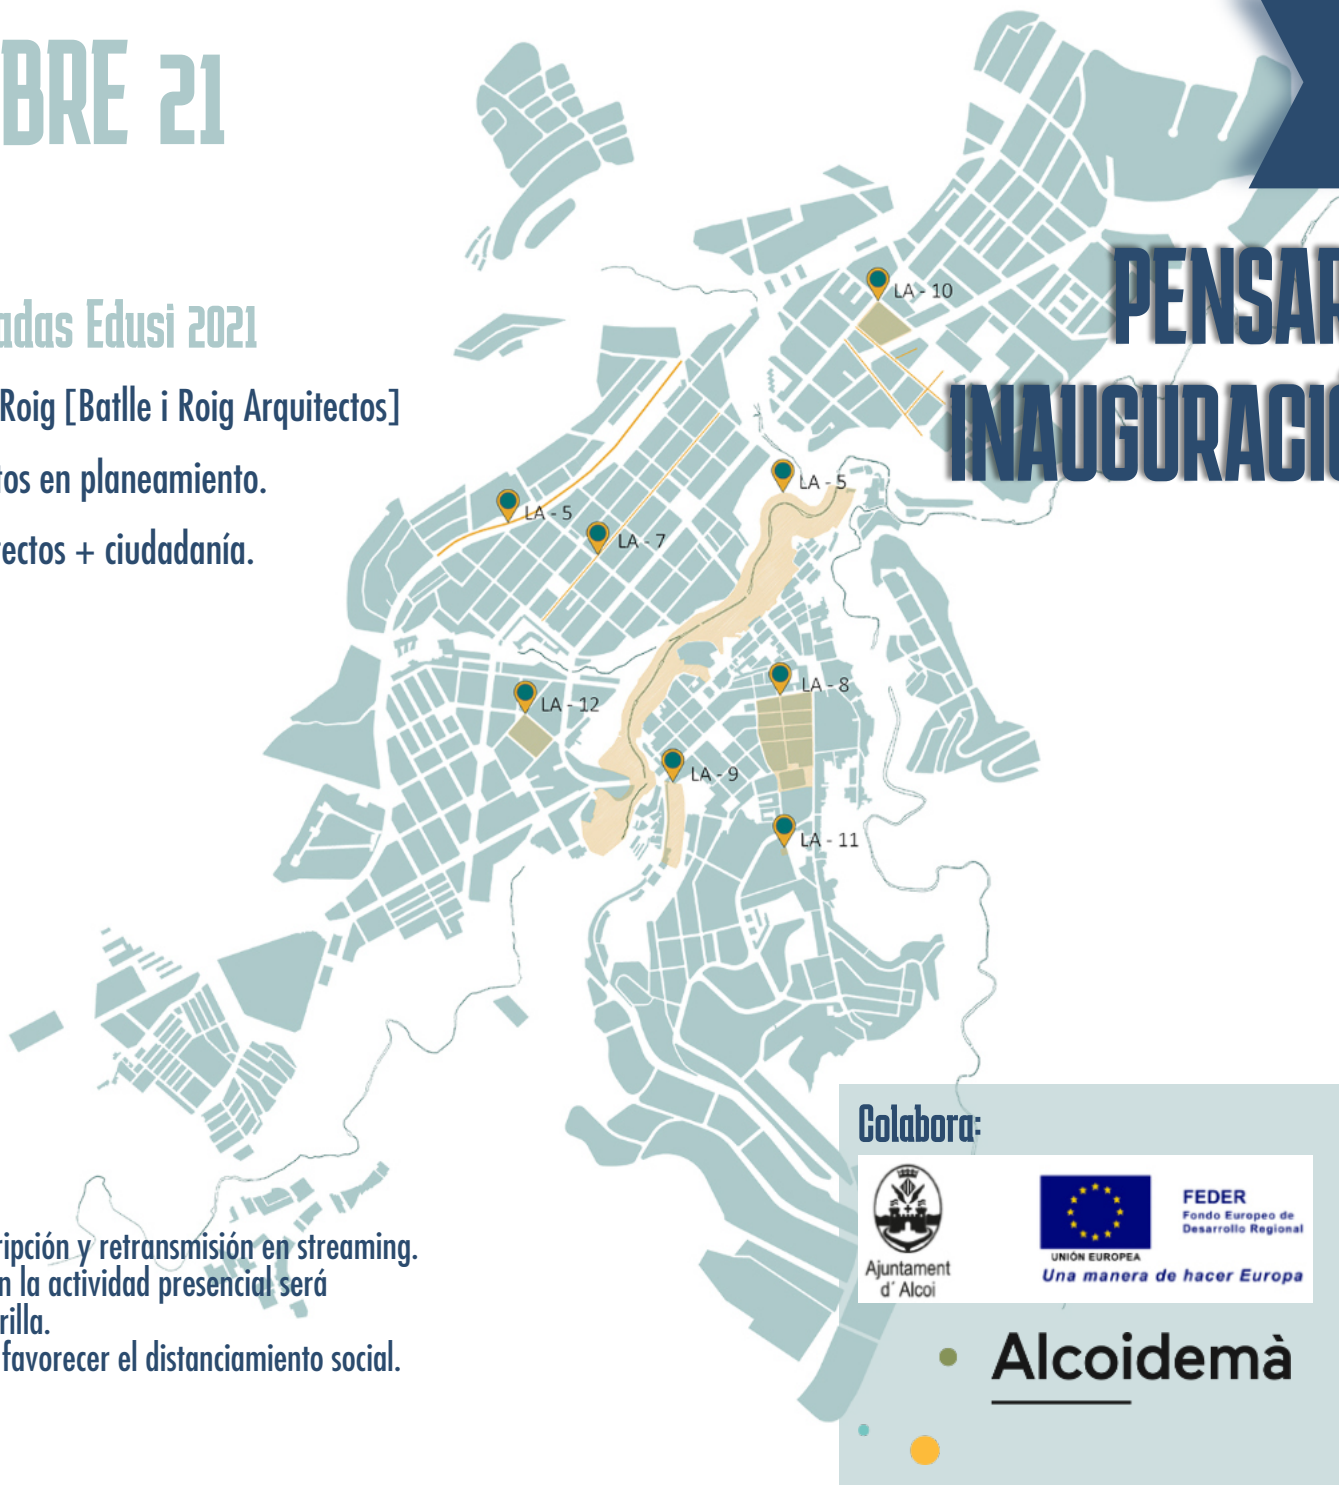 BRE 21
adas Edusi 2021
Roig [Batlle i Roig Arquitectos]
tos en planeamiento.
ectos + ciudadanía.
PENSAR
INAUGURACIÓ
LA - 10
LA - 5
LA - 5
LA - 7
LA - 8
LA - 12
LA - 9
LA - 11
ripción y retransmisión en streaming.
n la actividad presencial será
rilla.
favorecer el distanciamiento social.
Colabora:
Ajuntament
d´ Alcoi
UNIÓN EUROPEA
FEDER
Fondo Europeo de
Desarrollo Regional
Una manera de hacer Europa
Alcoidemà